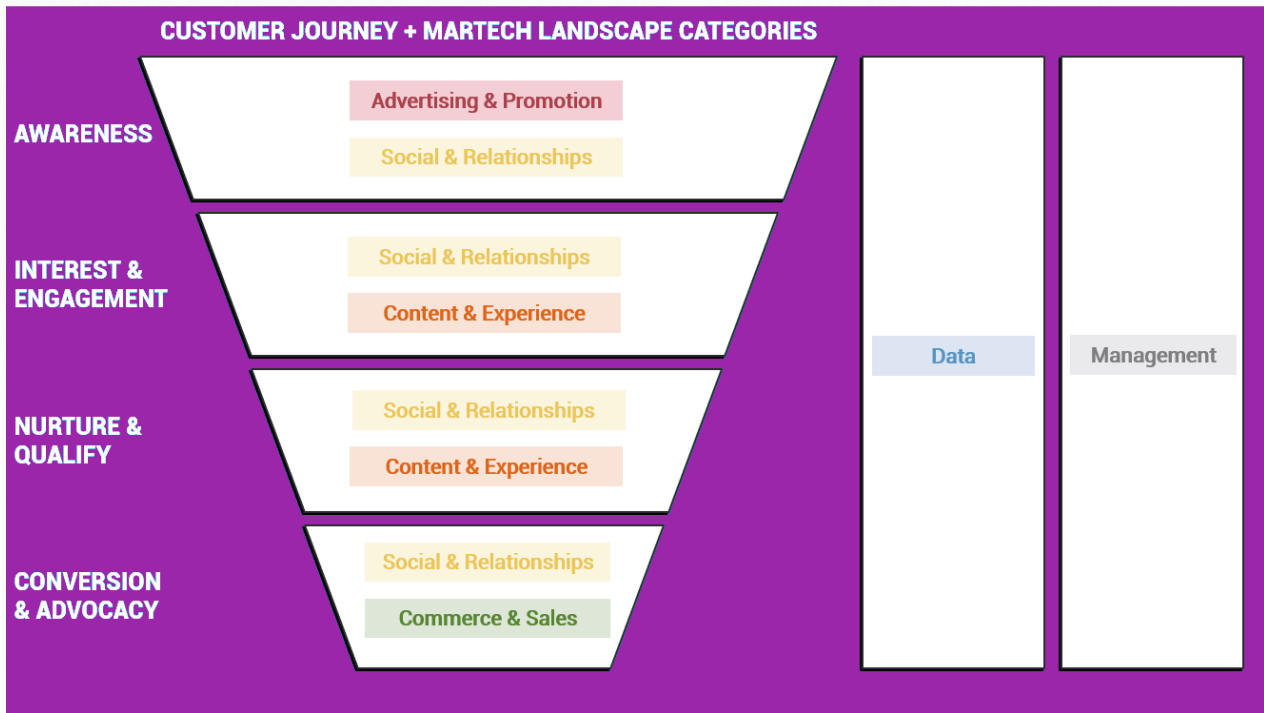 CUSTOMER JOURNEY + MARTECH LANDSCAPE CATEGORIES
AWARENESS
Advertising & Promotion
Social & Relationships
INTEREST &
ENGAGEMENT
Social & Relationships
Content & Experience
NURTURE &
QUALIFY
Social & Relationships
Content & Experience
CONVERSION
& ADVOCACY
Social & Relationships
Commerce & Sales
Data
Management